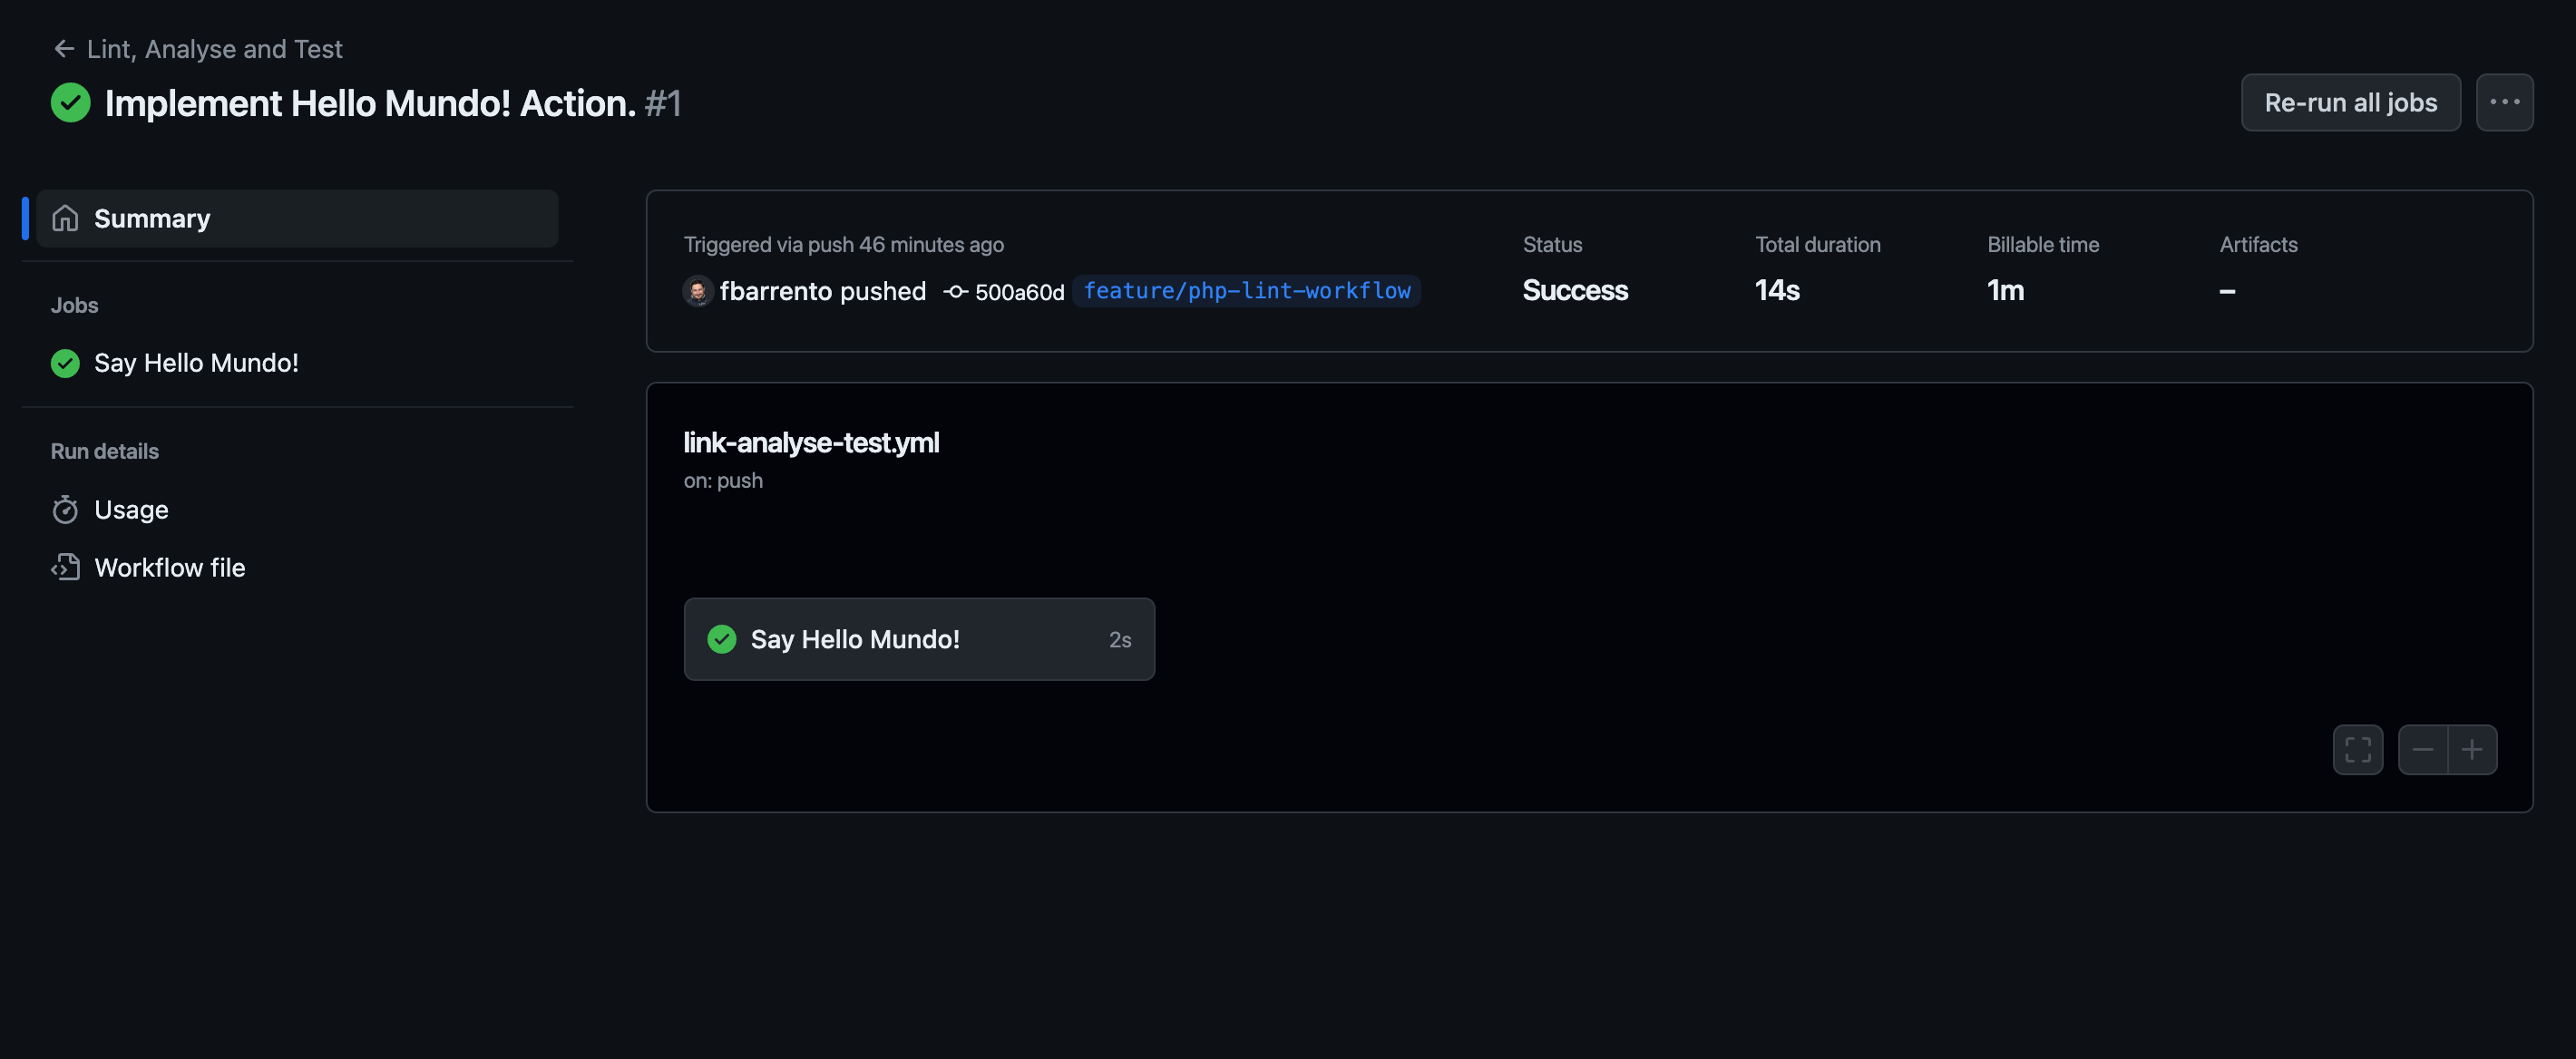 Lint, Analyse and Test
Implement Hello Mundo! Action. #1
Re-run all jobs
Summary
Jobs
Say Hello Mundo!
Run details
Usage
Workflow file
Triggered via push 46 minutes ago
fbarrento pushed 500a60d feature/php-lint-workflow
Status
Success
Total duration
14s
Billable time
1m
Artifacts
–
link-analyse-test.yml
on: push
Say Hello Mundo! 2s